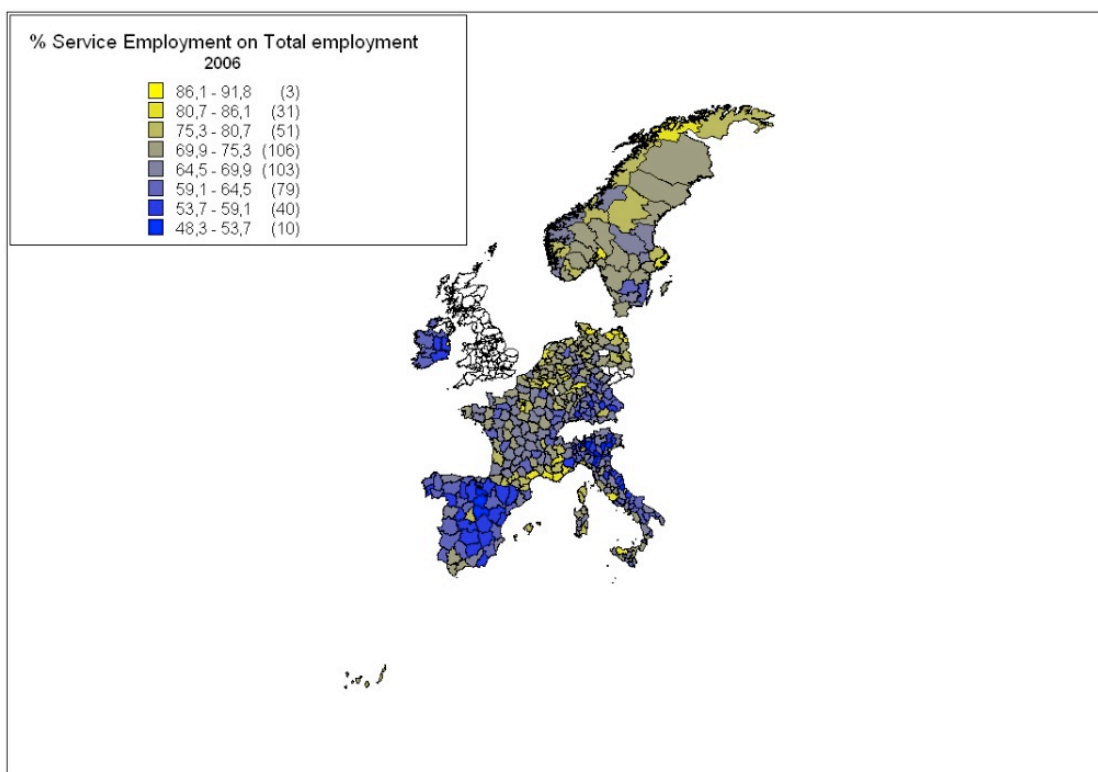 % Service Employment on Total employment
2006
86,1 - 91,8 (3)
80,7 - 86,1 (31)
75,3 - 80,7 (51)
69,9 - 75,3 (106)
64,5 - 69,9 (103)
59,1 - 64,5 (79)
53,7 - 59,1 (40)
48,3 - 53,7 (10)